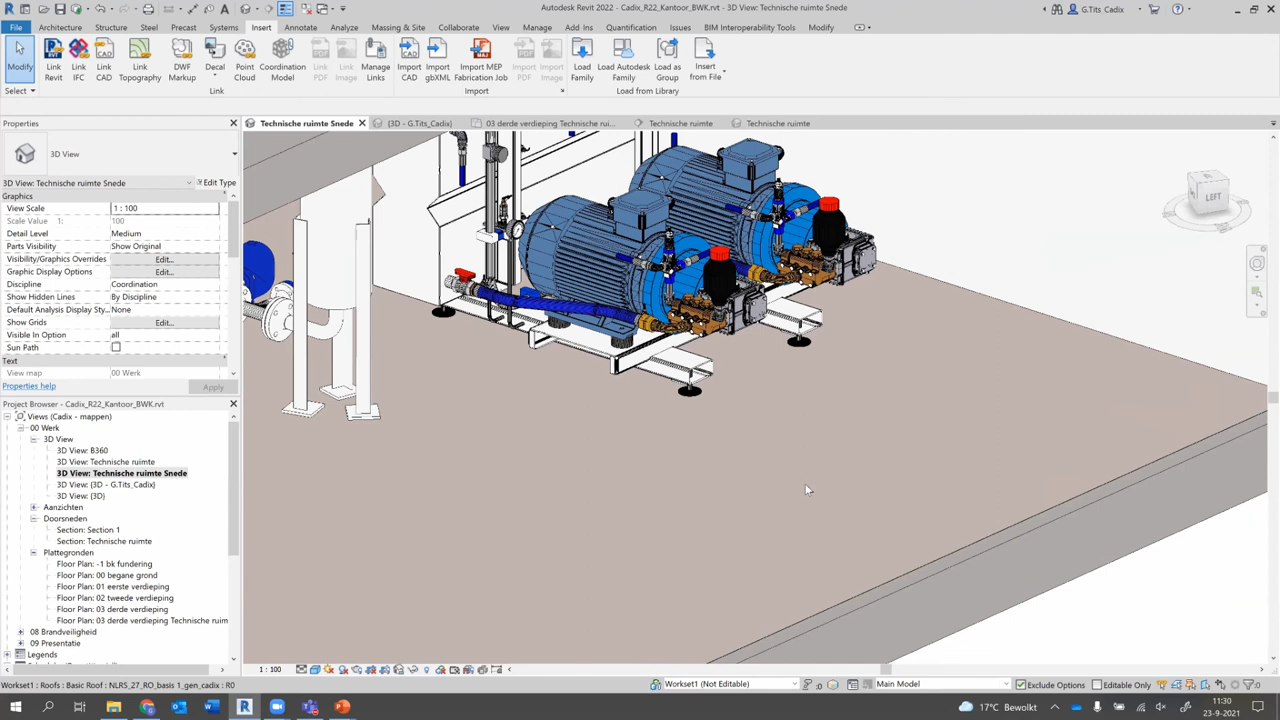 Autodesk Revit 2022 - Cadix_R22_Kantoor_BWK.rvt - 3D View: Technische ruimte Snede
G.Tits_Cadix
File Architecture Structure Steel Precast Systems Insert Annotate Analyze Massing & Site Collaborate View Manage Add-Ins Quantification Issues BIM Interoperability Tools Modify
Modify Link Revit Link IFC Link CAD Link Topography DWF Markup Decal Point Cloud Coordination Model Link PDF Link Image Manage Links Import CAD Import gbXML Import MEP Fabrication Job Import PDF Import Image Load Family Load Autodesk Family Load as Group Insert from File
Select Link Import Load from Library
Properties
Technische ruimte Snede (3D - G.Tits_Cadix) 03 derde verdieping Technische rui... Technische ruimte Technische ruimte
3D View
3D View: Technische ruimte Snede Edit Type
Graphics
View Scale 1 : 100
Scale Value 1: 100
Detail Level Medium
Parts Visibility Show Original
Visibility/Graphics Overrides Edit...
Graphic Display Options Edit...
Discipline Coordination
Show Hidden Lines By Discipline
Default Analysis Display Sty... None
Show Grids Edit...
Visible In Option all
Sun Path
Text
View map 00 Werk
Properties help Apply
Project Browser - Cadix_R22_Kantoor_BWK.rvt
Views (Cadix - mappen)
00 Werk
3D View
3D View: B360
3D View: Technische ruimte
3D View: Technische ruimte Snede
3D View: {3D - G.Tits_Cadix}
3D View: {3D}
Aanzichten
Doorsneden
Section: Section 1
Section: Technische ruimte
Plattegronden
Floor Plan: -1 bk fundering
Floor Plan: 00 begane grond
Floor Plan: 01 eerste verdieping
Floor Plan: 02 tweede verdieping
Floor Plan: 03 derde verdieping
Floor Plan: 03 derde verdieping Technische ruim
08 Brandveiligheid
09 Presentatie
Legends
LEFT
1 : 100
Workset1 : Roofs : Basic Roof : NLRS_27_RO_basis 1_gen_cadix : R0
Workset1 (Not Editable) :0 Main Model Exclude Options Editable Only :0
17°C Bewolkt
11:30
23-9-2021